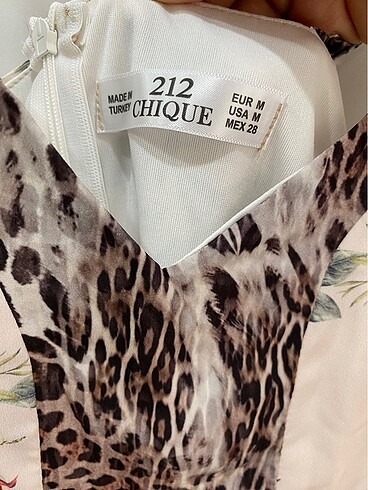 MADE IN
TURKEY
212
CHIQUE
EUR M
USA M
MEX 28